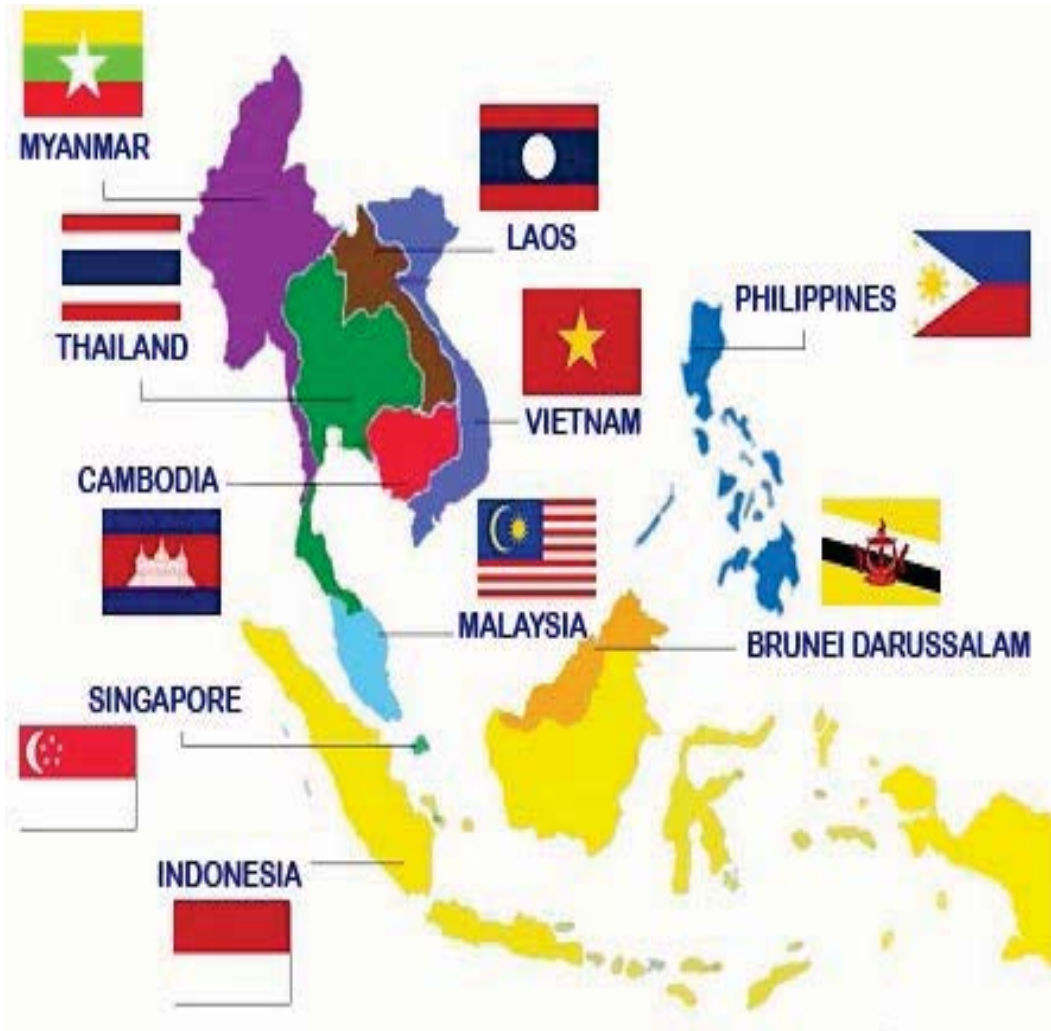 MYANMAR
LAOS
PHILIPPINES
THAILAND
VIETNAM
CAMBODIA
MALAYSIA
BRUNEI DARUSSALAM
SINGAPORE
INDONESIA